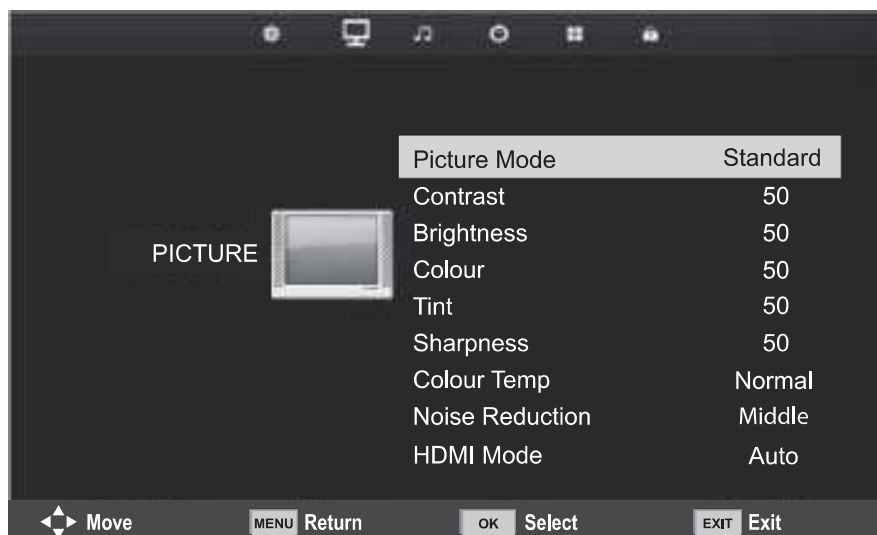 Picture Mode Standard
Contrast 50
Brightness 50
PICTURE
Colour 50
Tint 50
Sharpness 50
Colour Temp Normal
Noise Reduction Middle
HDMI Mode Auto
Move MENU Return OK Select EXIT Exit